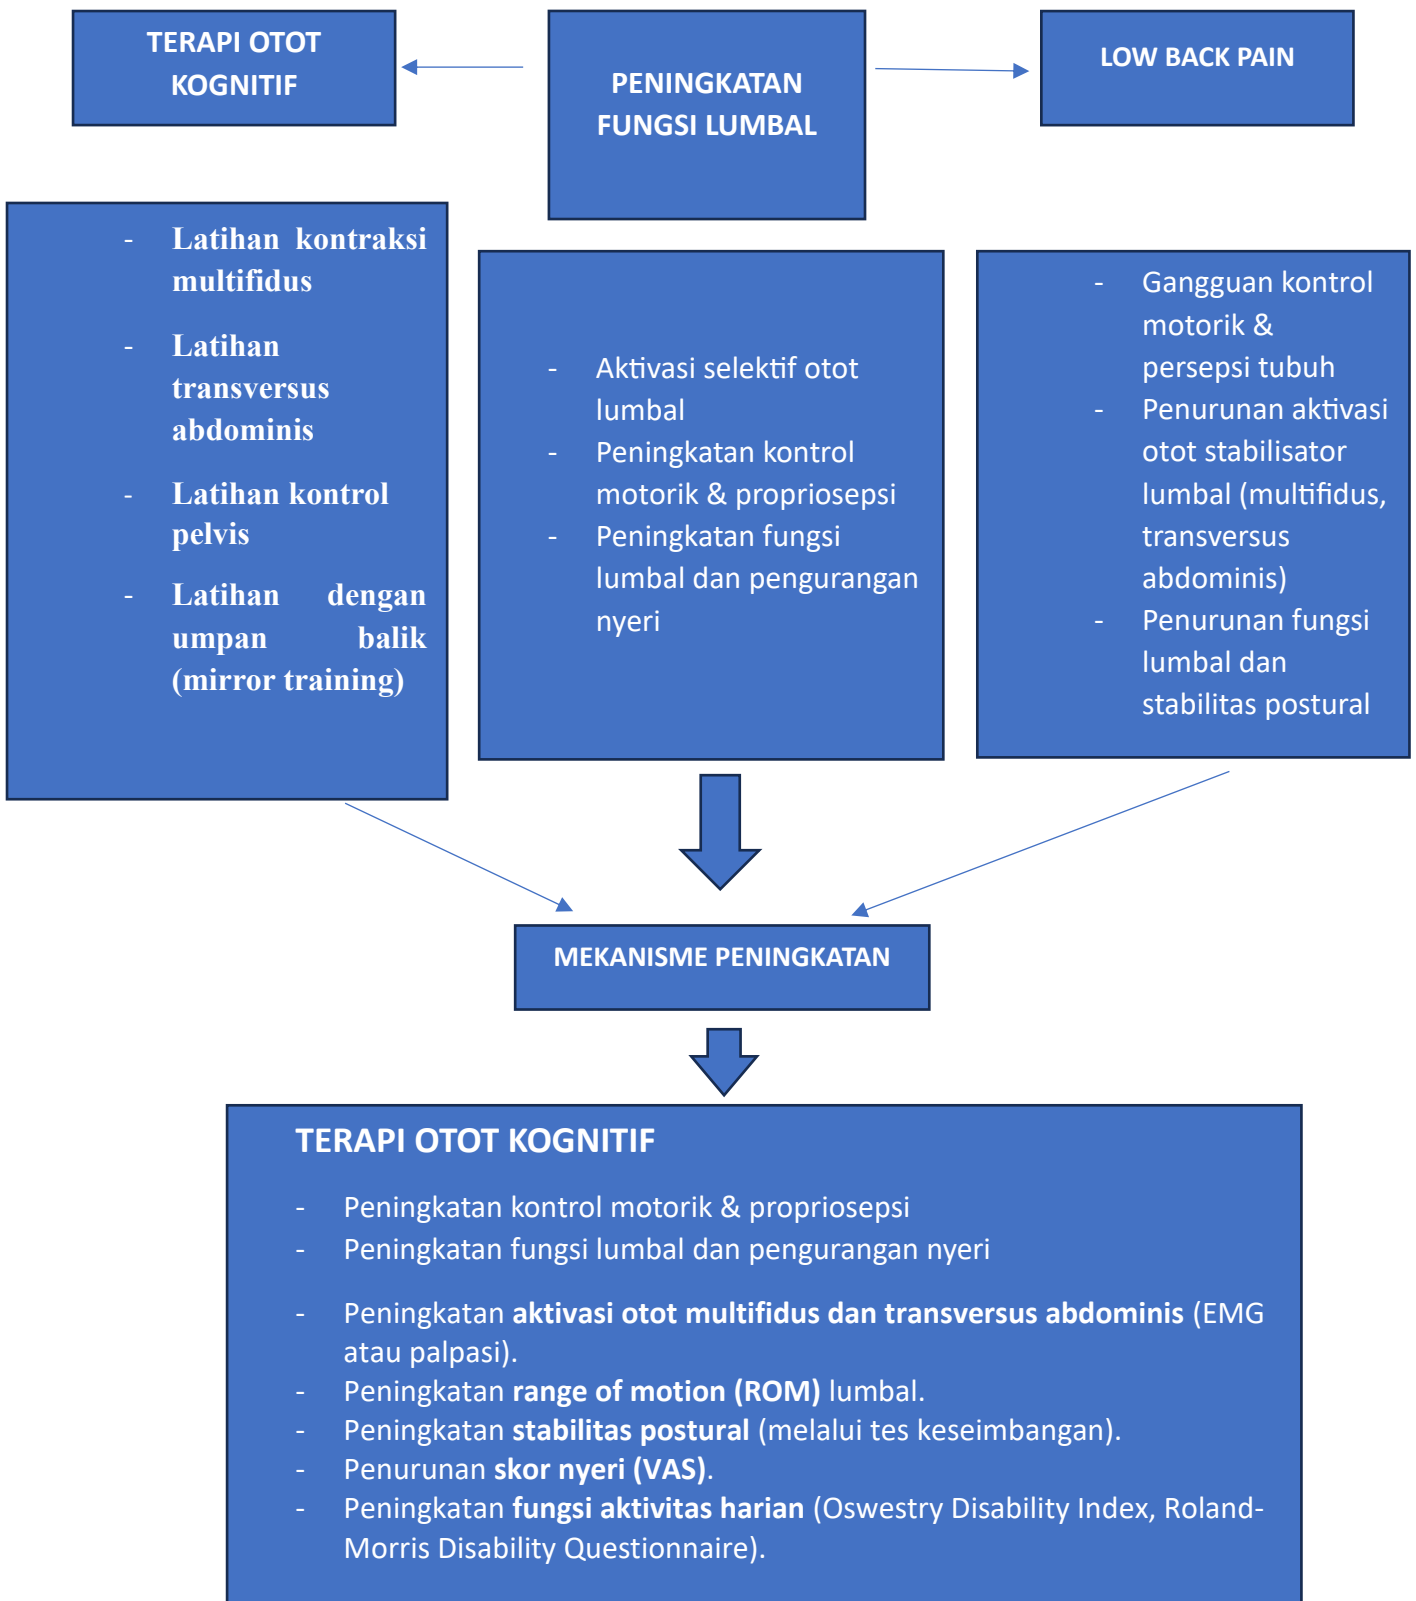 TERAPI OTOT
KOGNITIF
PENINGKATAN
FUNGSI LUMBAL
LOW BACK PAIN
- Latihan kontraksi
multifidus
- Latihan
transversus
abdominis
- Latihan kontrol
pelvis
- Latihan dengan
umpan balik
(mirror training)
- Aktivasi selektif otot
lumbal
- Peningkatan kontrol
motorik & propriosepsi
- Peningkatan fungsi
lumbal dan pengurangan
nyeri
- Gangguan kontrol
motorik &
persepsi tubuh
- Penurunan aktivasi
otot stabilisator
lumbal (multifidus,
transversus
abdominis)
- Penurunan fungsi
lumbal dan
stabilitas postural
MEKANISME PENINGKATAN
TERAPI OTOT KOGNITIF
- Peningkatan kontrol motorik & propriosepsi
- Peningkatan fungsi lumbal dan pengurangan nyeri
- Peningkatan aktivasi otot multifidus dan transversus abdominis (EMG
atau palpasi).
- Peningkatan range of motion (ROM) lumbal.
- Peningkatan stabilitas postural (melalui tes keseimbangan).
- Penurunan skor nyeri (VAS).
- Peningkatan fungsi aktivitas harian (Oswestry Disability Index, Roland-
Morris Disability Questionnaire).